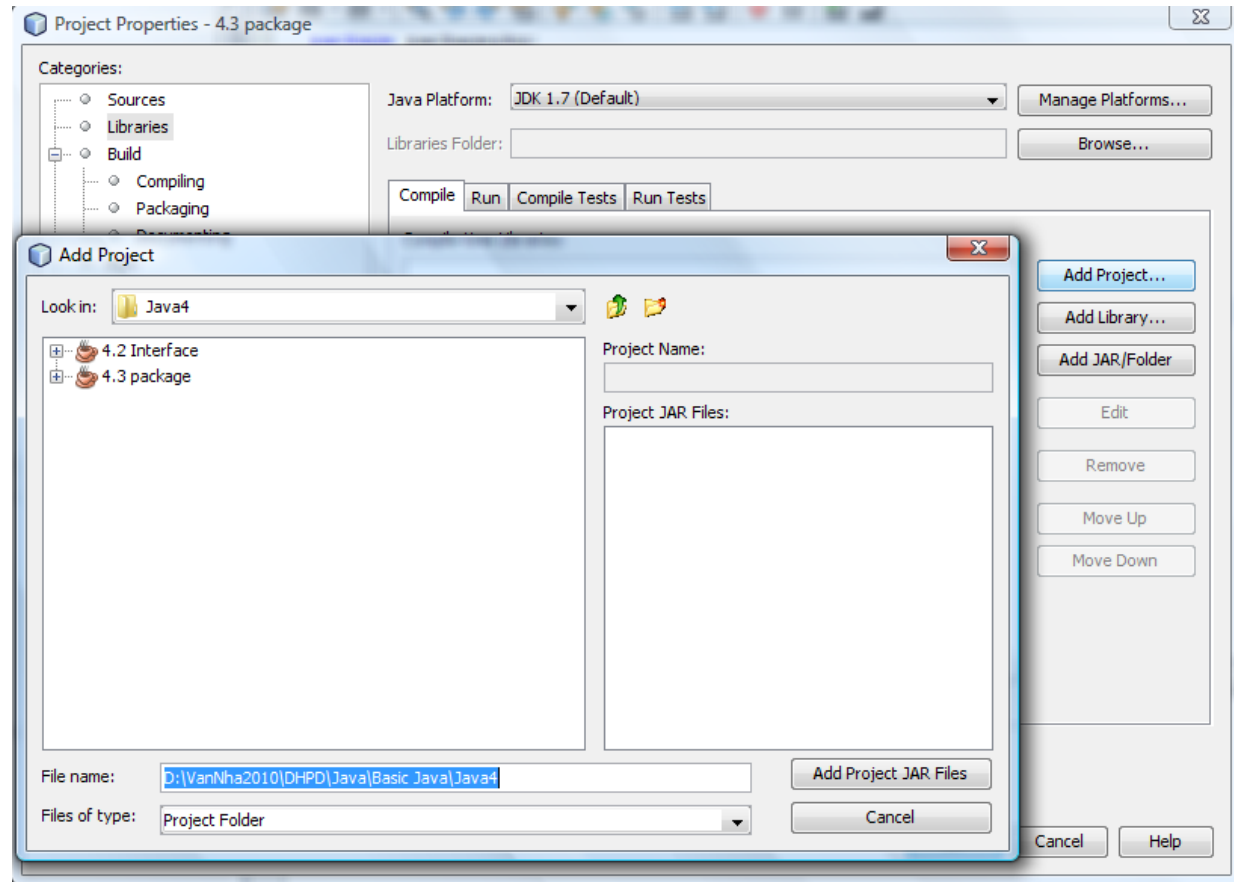 Project Properties - 4.3 package
Categories:
Sources
Libraries
Build
Compiling
Packaging
Java Platform:
JDK 1.7 (Default)
Manage Platforms...
Libraries Folder:
Browse...
Compile
Run
Compile Tests
Run Tests
Add Project
Look in:
Java4
4.2 Interface
4.3 package
Project Name:
Project JAR Files:
File name:
D:\VanNha2010\DHPD\Java\Basic Java\Java4
Files of type:
Project Folder
Add Project JAR Files
Cancel
Add Project...
Add Library...
Add JAR/Folder
Edit
Remove
Move Up
Move Down
Cancel
Help